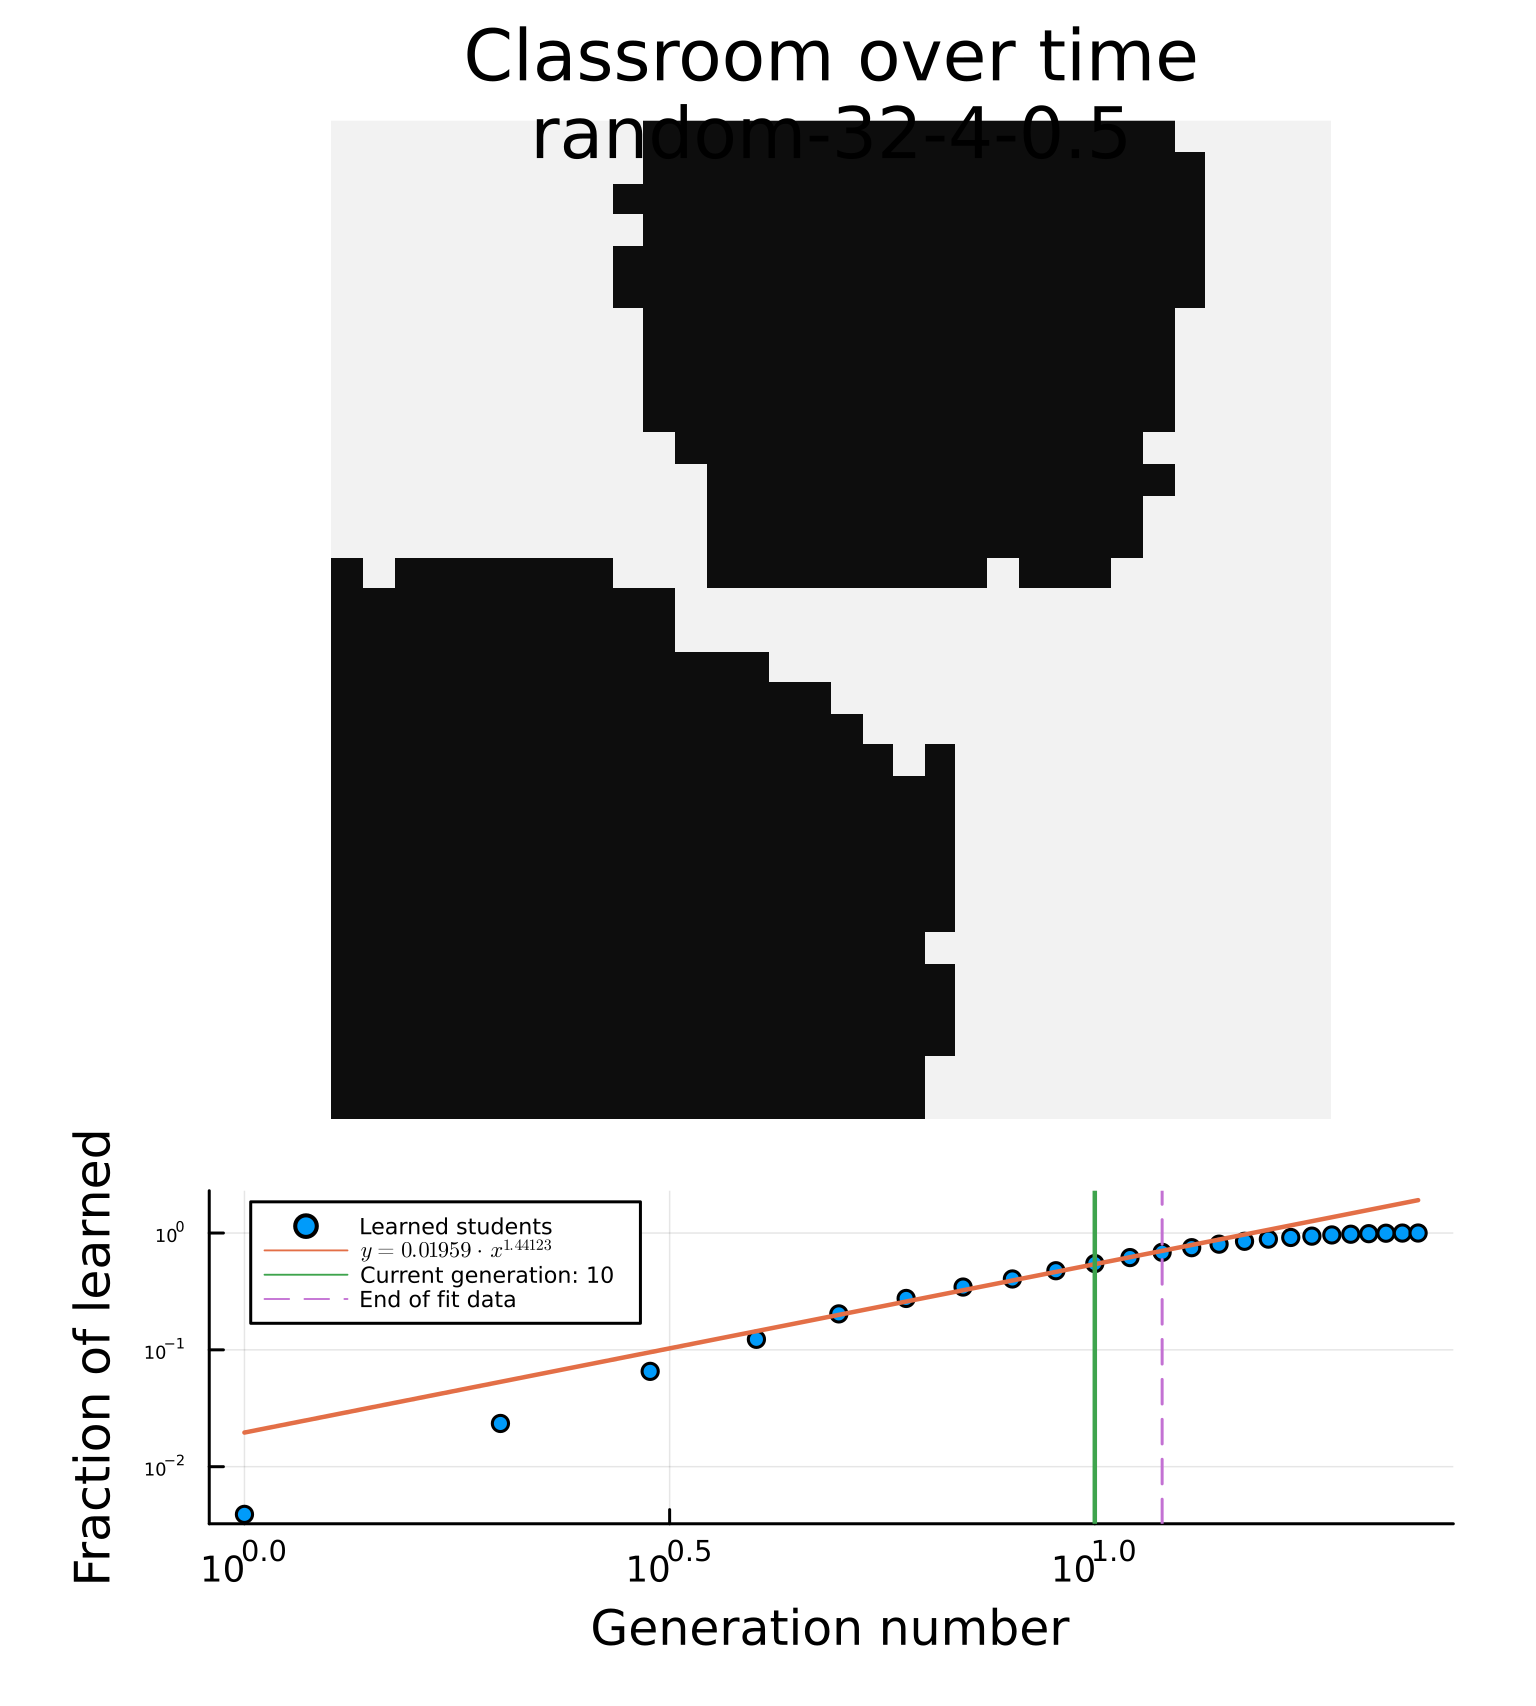 Classroom over time
random-32-4-0.5
Fraction of learned
10^0
10^-1
10^-2
Learned students
y = 0.01959 · x^1.44123
Current generation: 10
End of fit data
10^0.0
10^0.5
10^1.0
Generation number